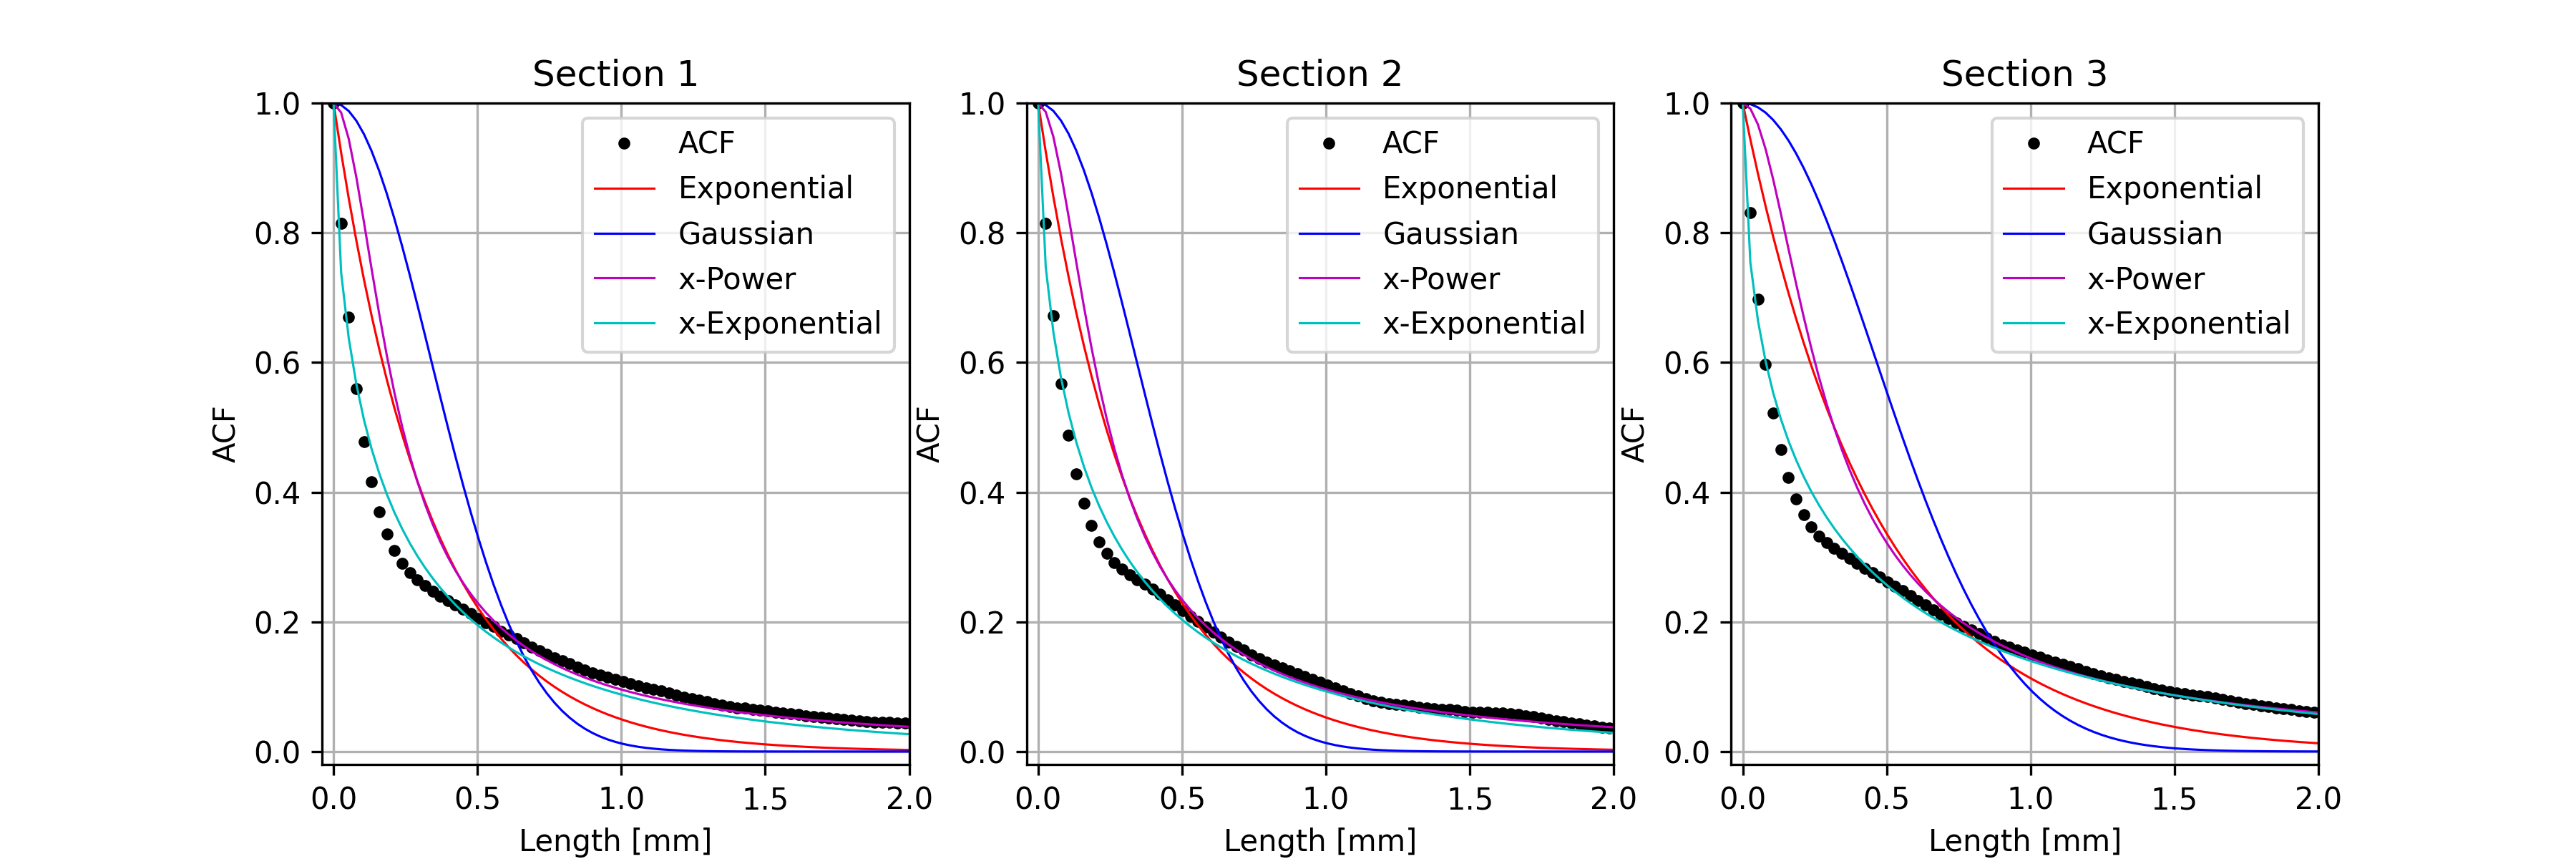 Section 1
1.0
0.8
0.6
0.4
0.2
0.0
ACF
ACF
Exponential
Gaussian
x-Power
x-Exponential
0.0 0.5 1.0 1.5 2.0
Length [mm]
Section 2
1.0
0.8
0.6
0.4
0.2
0.0
ACF
ACF
Exponential
Gaussian
x-Power
x-Exponential
0.0 0.5 1.0 1.5 2.0
Length [mm]
Section 3
1.0
0.8
0.6
0.4
0.2
0.0
ACF
ACF
Exponential
Gaussian
x-Power
x-Exponential
0.0 0.5 1.0 1.5 2.0
Length [mm]